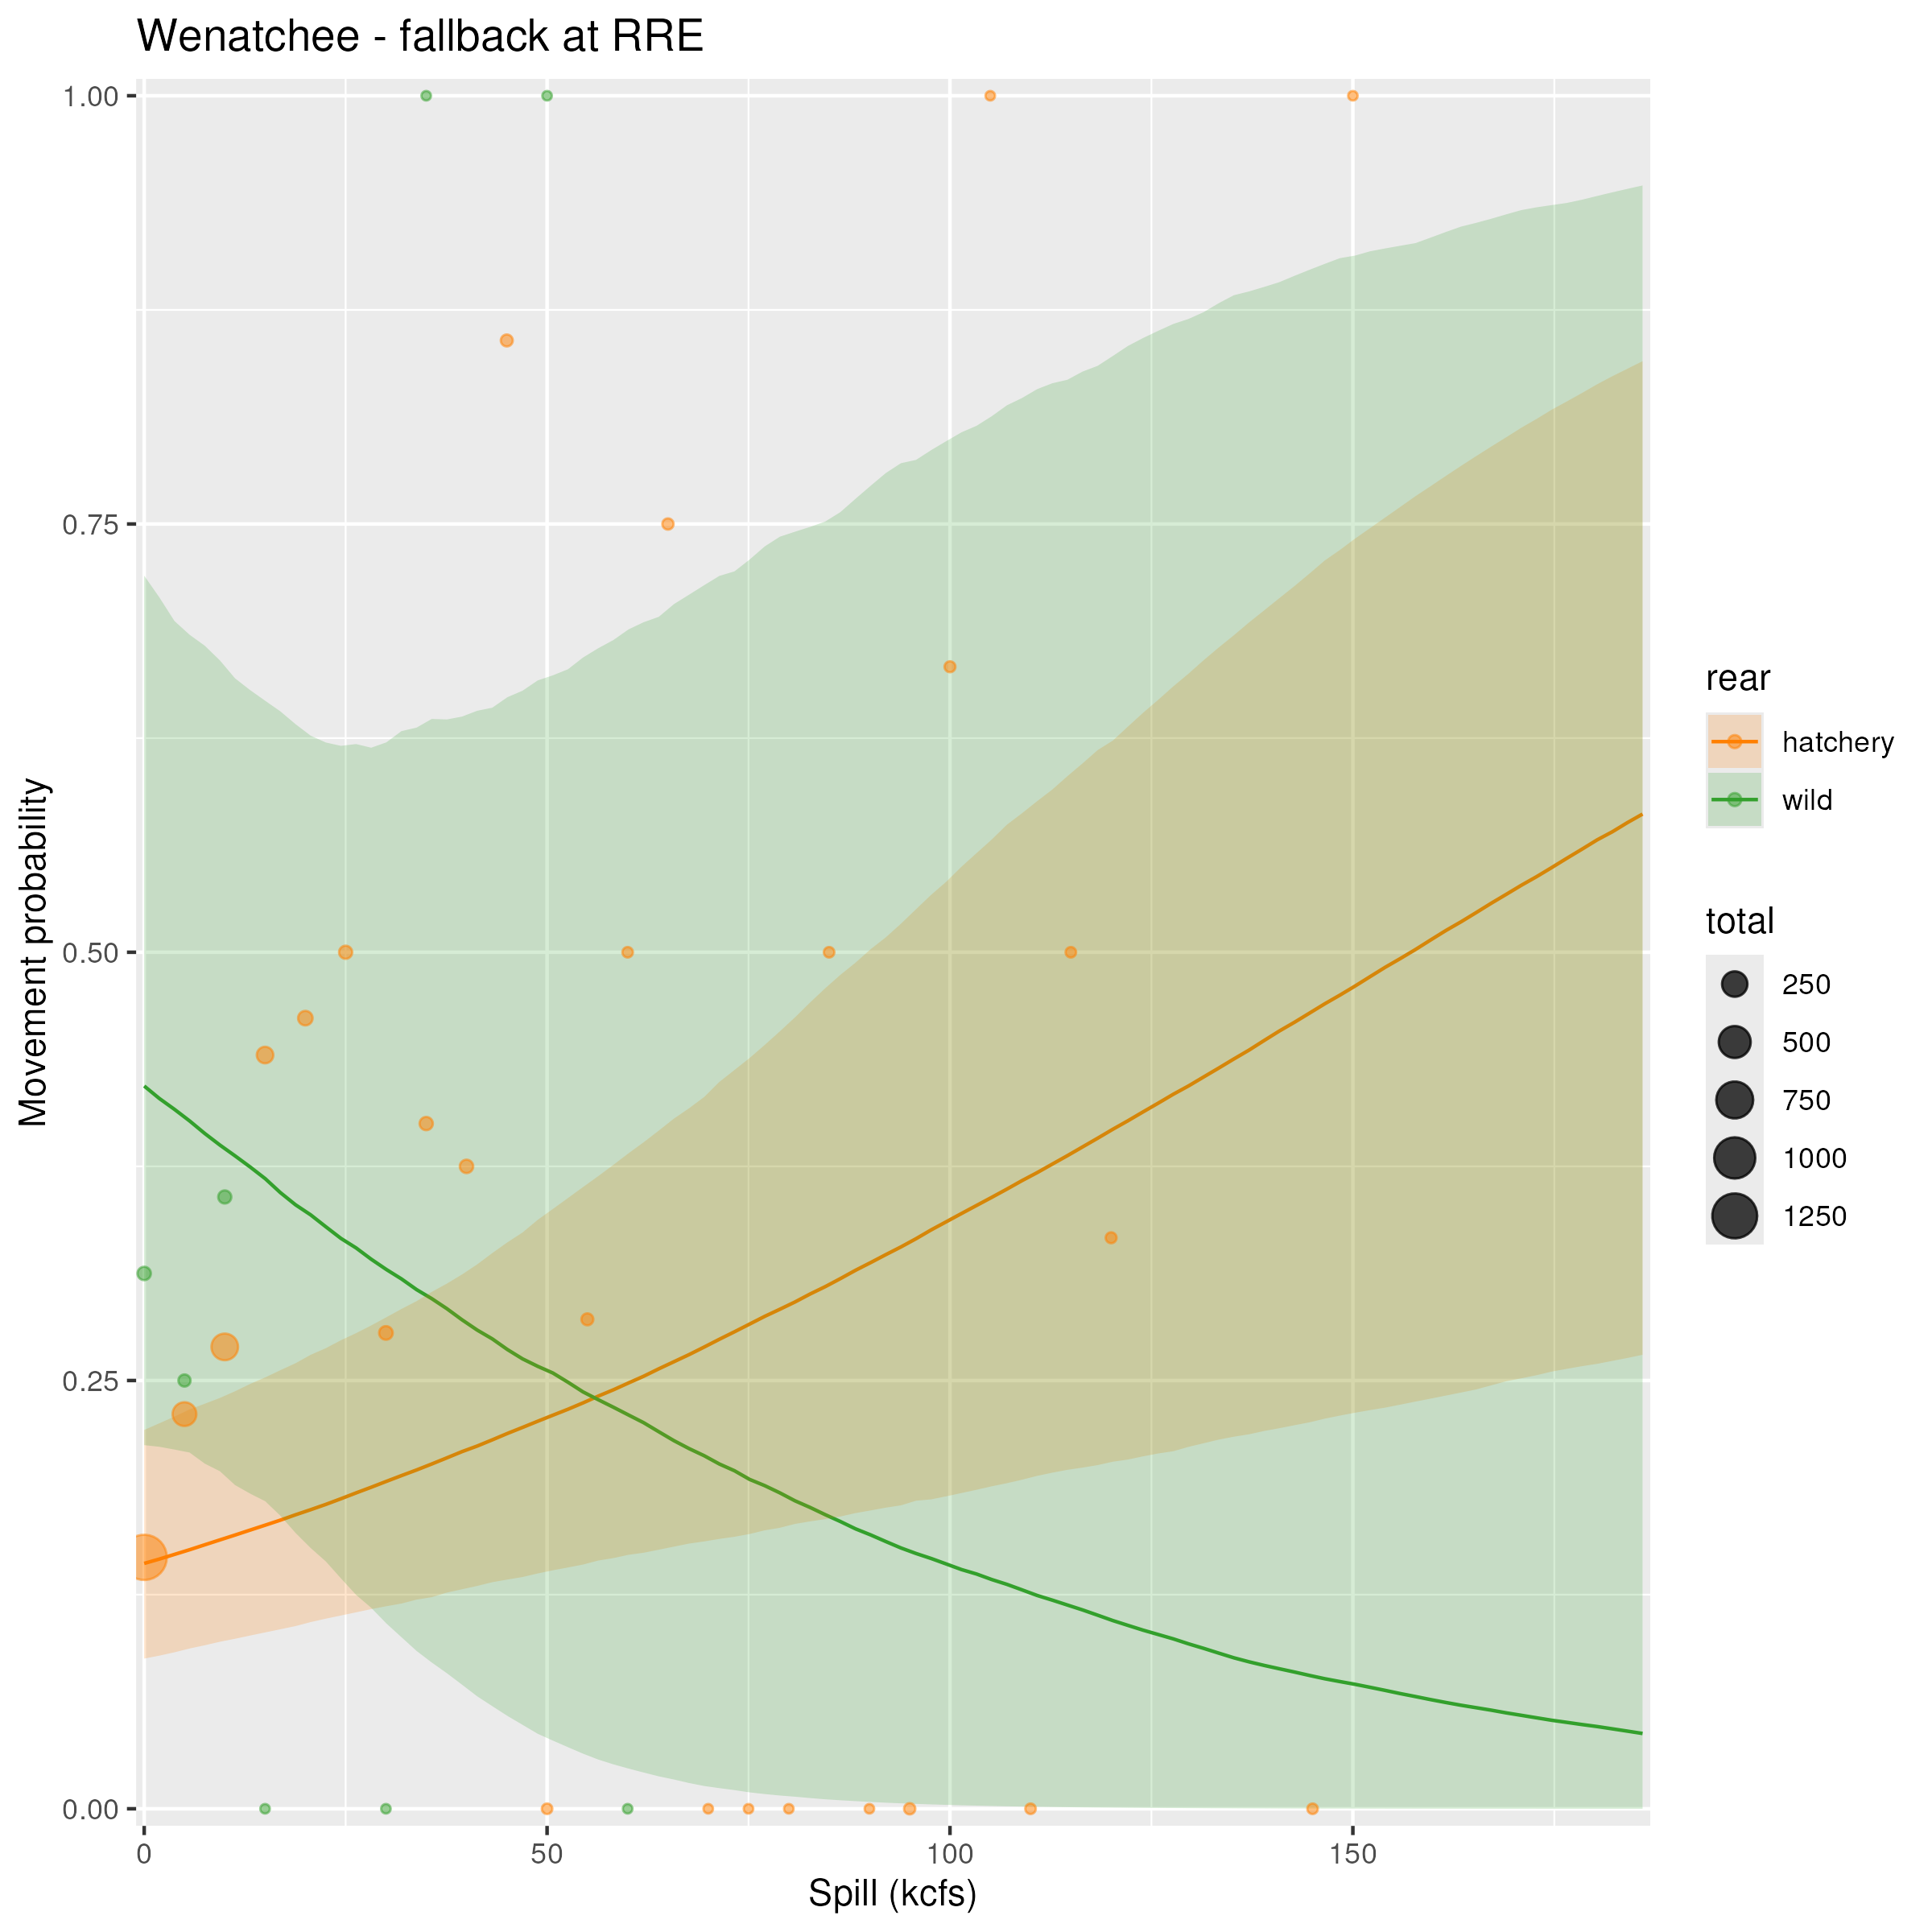 Wenatchee - fallback at RRE
Movement probability
1.00
0.75
0.50
0.25
0.00
0
50
100
150
Spill (kcfs)
rear
hatchery
wild
total
250
500
750
1000
1250